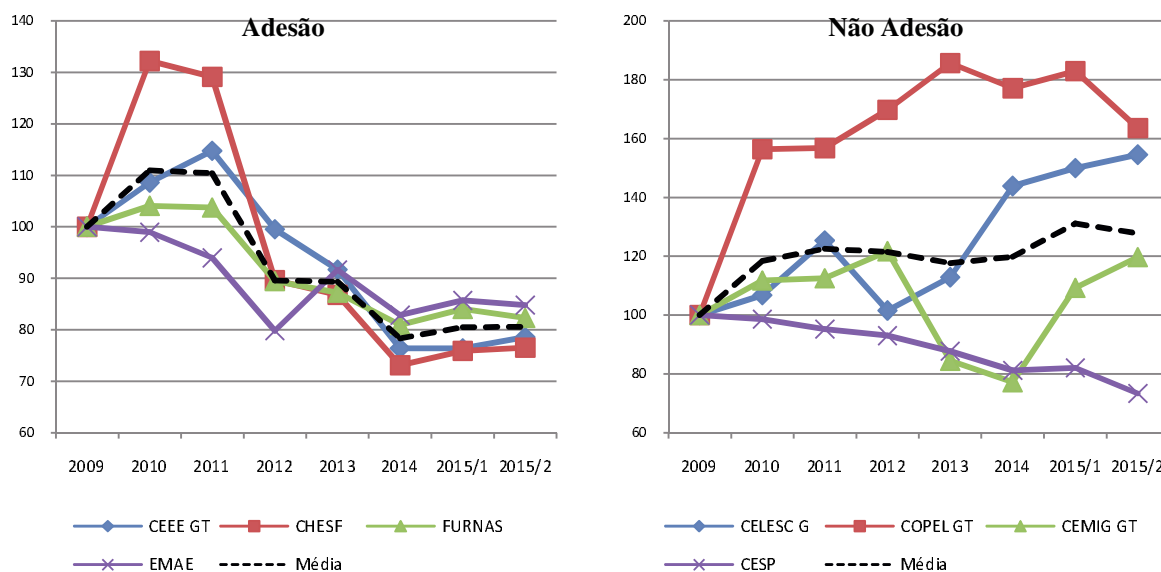 Adesão
140
130
120
110
100
90
80
70
60
2009 2010 2011 2012 2013 2014 2015/1 2015/2
CEEE GT CHESF FURNAS
EMAE Média
Não Adesão
200
180
160
140
120
100
80
60
2009 2010 2011 2012 2013 2014 2015/1 2015/2
CELESC G COPEL GT CEMIG GT
CESP Média